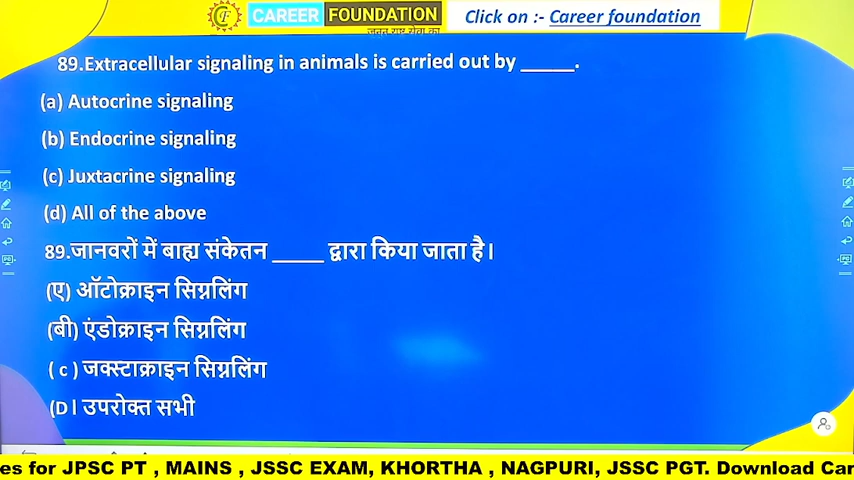 CAREER FOUNDATION
Click on :- Career foundation
89.Extracellular signaling in animals is carried out by _____.
(a) Autocrine signaling
(b) Endocrine signaling
(c) Juxtacrine signaling
(d) All of the above
89.जानवरों में बाह्य संकेतन _____ द्वारा किया जाता है।
(ए) ऑटोक्राइन सिग्नलिंग
(बी) एंडोक्राइन सिग्नलिंग
( c ) जक्स्टाक्राइन सिग्नलिंग
(D। उपरोक्त सभी
es for JPSC PT , MAINS , JSSC EXAM, KHORTHA , NAGPURI, JSSC PGT. Download Car